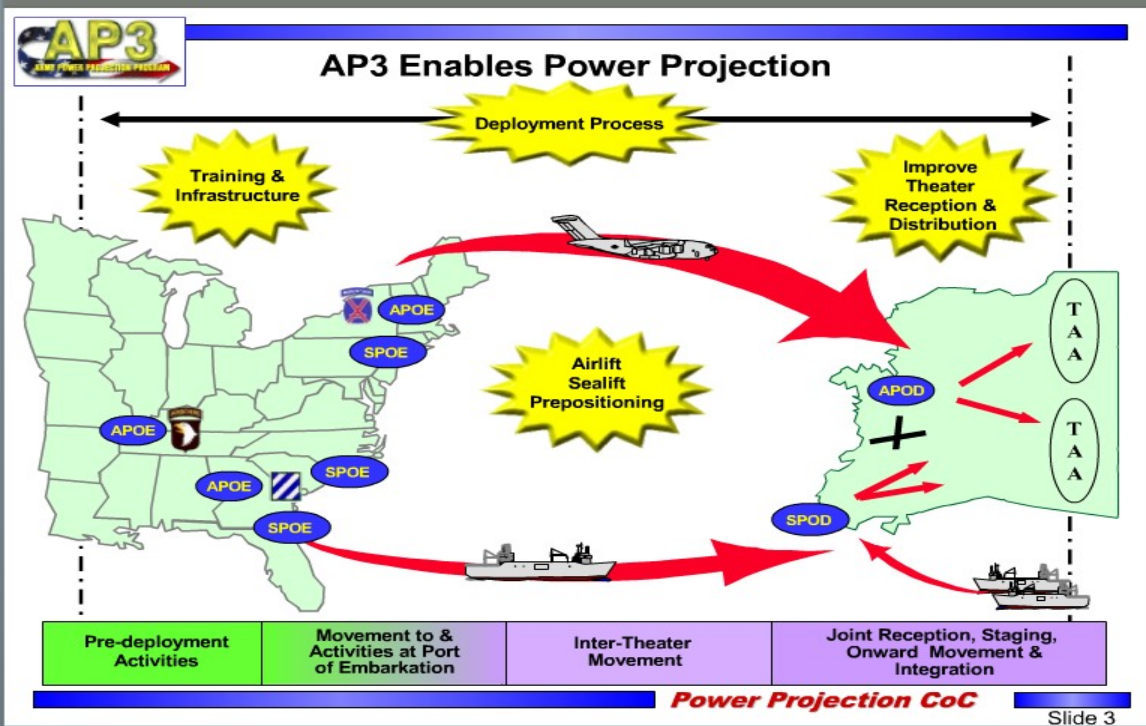 AP3
ARMY POWER PROJECTION PROGRAM
AP3 Enables Power Projection
Deployment Process
Training &
Infrastructure
Improve
Theater
Reception &
Distribution
APOE
SPOE
Airlift
Sealift
Prepositioning
APOE
APOE
SPOE
SPOE
APOD
SPOD
T
A
A
T
A
A
Pre-deployment
Activities
Movement to &
Activities at Port
of Embarkation
Inter-Theater
Movement
Joint Reception, Staging,
Onward Movement &
Integration
Power Projection CoC
Slide 3